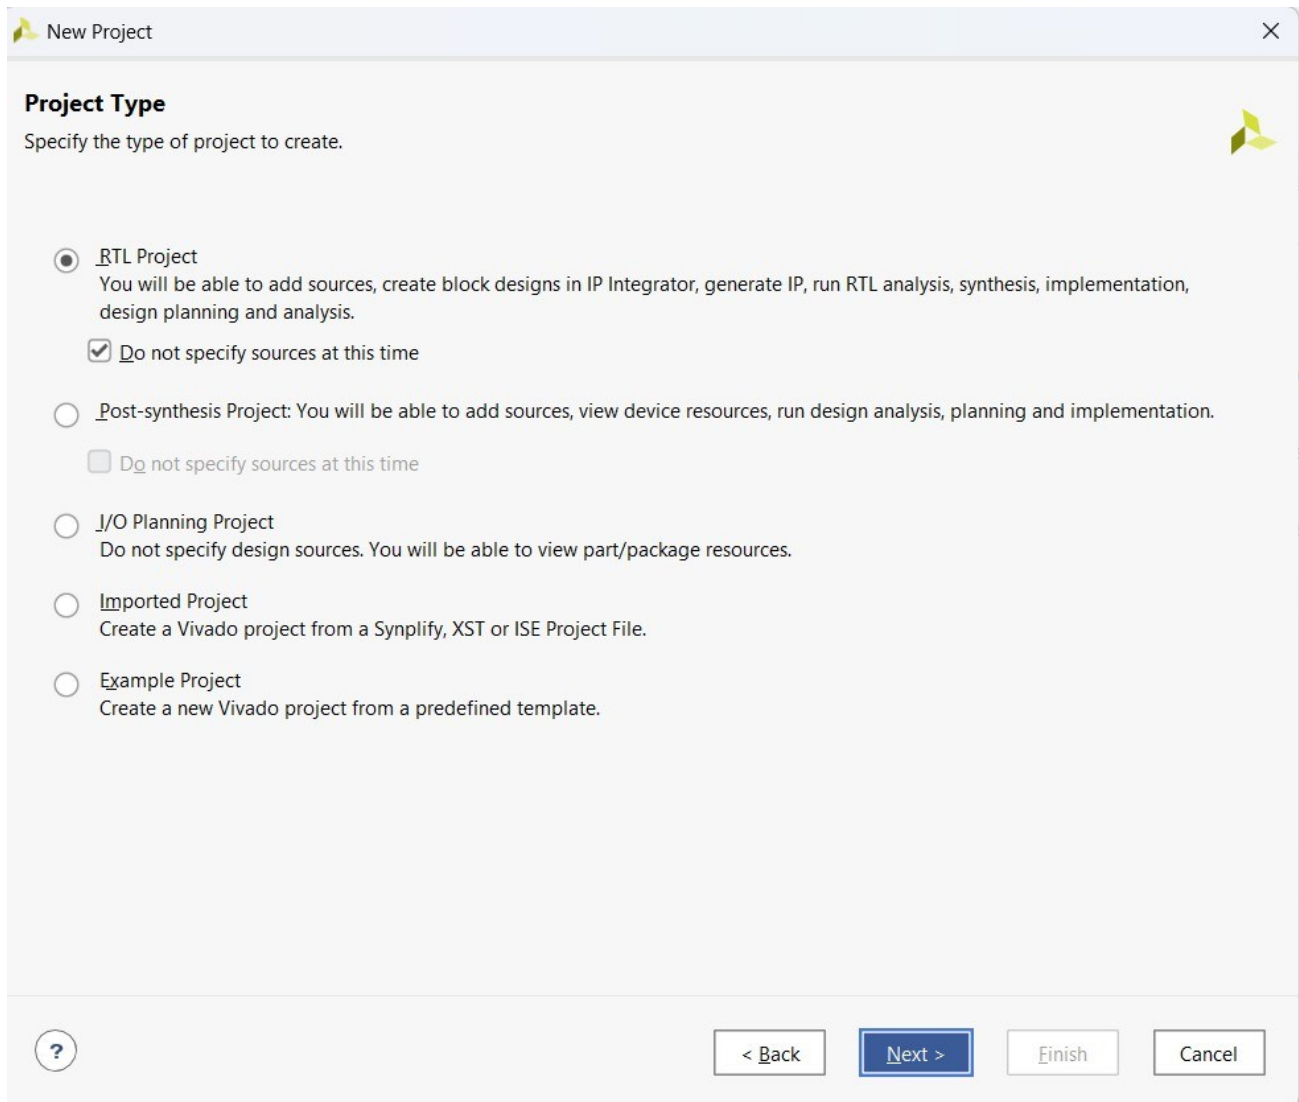 New Project
Project Type
Specify the type of project to create.
RTL Project
You will be able to add sources, create block designs in IP Integrator, generate IP, run RTL analysis, synthesis, implementation,
design planning and analysis.
Do not specify sources at this time
Post-synthesis Project: You will be able to add sources, view device resources, run design analysis, planning and implementation.
Do not specify sources at this time
I/O Planning Project
Do not specify design sources. You will be able to view part/package resources.
Imported Project
Create a Vivado project from a Synplify, XST or ISE Project File.
Example Project
Create a new Vivado project from a predefined template.
? < Back Next > Finish Cancel